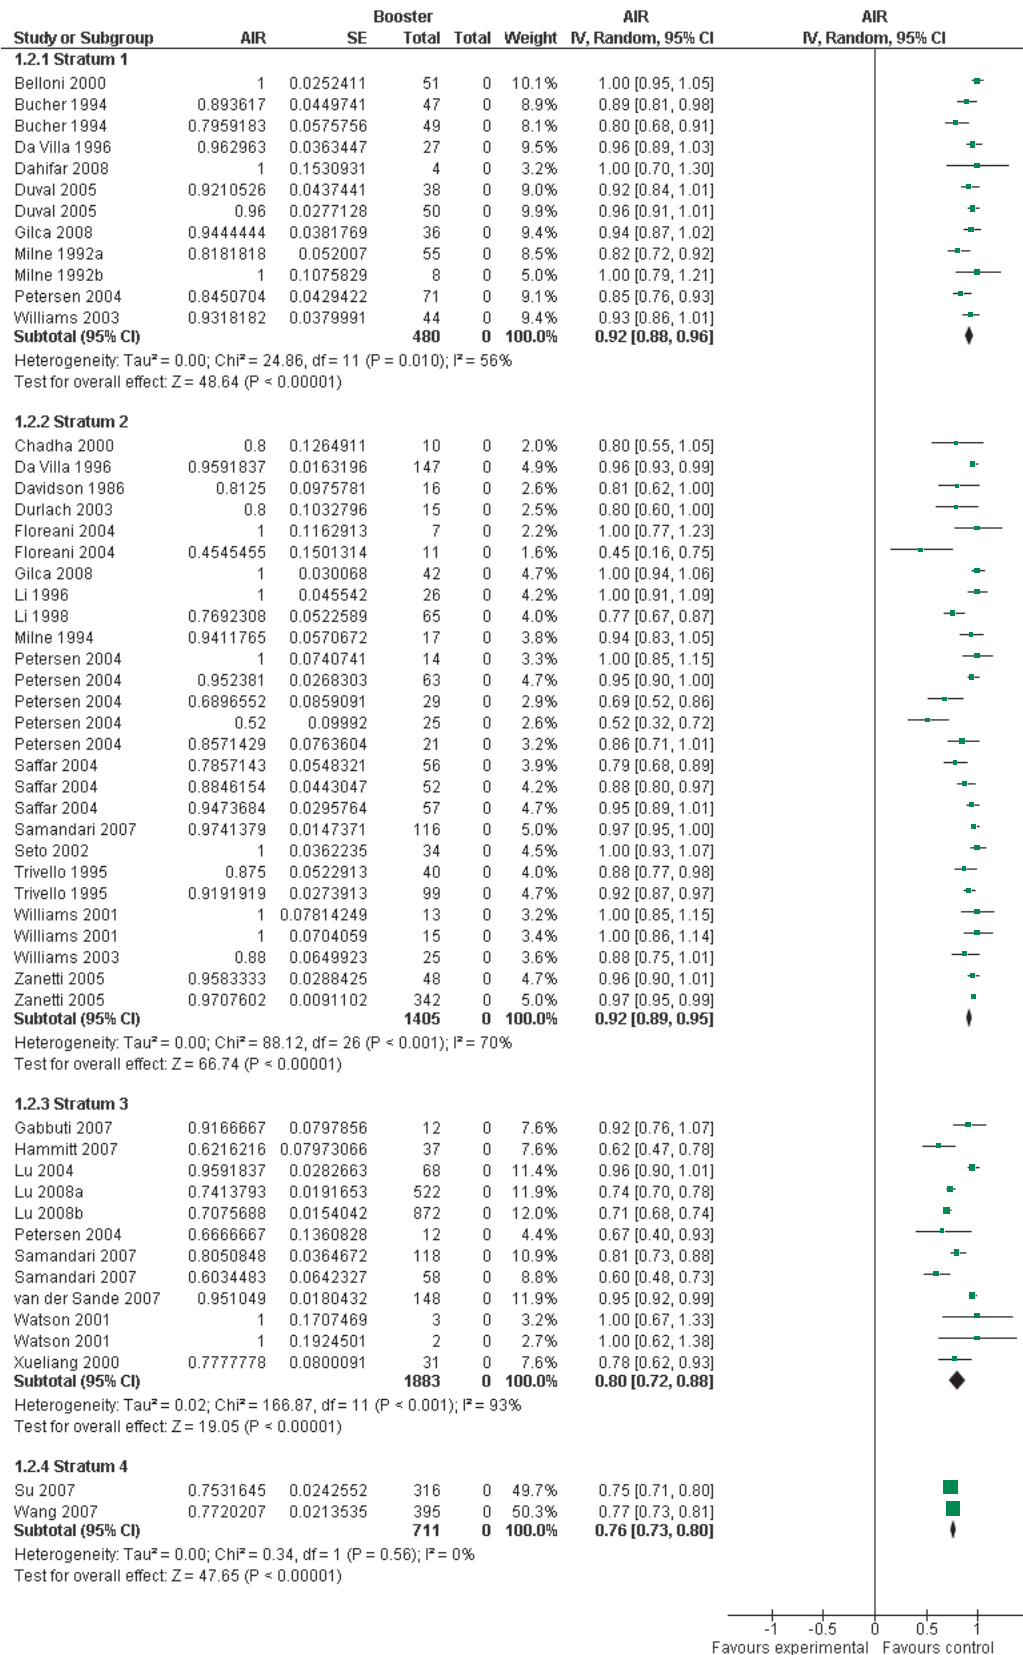 Booster AIR AIR
Study or Subgroup AIR SE Total Total Weight IV, Random, 95% CI IV, Random, 95% CI
1.2.1 Stratum 1
Belloni 2000 1 0.0252411 51 0 10.1% 1.00 [0.95, 1.05]
Bucher 1994 0.893617 0.0449741 47 0 8.9% 0.89 [0.81, 0.98]
Bucher 1994 0.7959183 0.0575756 49 0 8.1% 0.80 [0.68, 0.91]
Da Villa 1996 0.962963 0.0363447 27 0 9.5% 0.96 [0.89, 1.03]
Dahifar 2008 1 0.1530931 4 0 3.2% 1.00 [0.70, 1.30]
Duval 2005 0.9210526 0.0437441 38 0 9.0% 0.92 [0.84, 1.01]
Duval 2005 0.96 0.0277128 50 0 9.9% 0.96 [0.91, 1.01]
Gilca 2008 0.9444444 0.0381769 36 0 9.4% 0.94 [0.87, 1.02]
Milne 1992a 0.8181818 0.052007 55 0 8.5% 0.82 [0.72, 0.92]
Milne 1992b 1 0.1075829 8 0 5.0% 1.00 [0.79, 1.21]
Petersen 2004 0.8450704 0.0429422 71 0 9.1% 0.85 [0.76, 0.93]
Williams 2003 0.9318182 0.0379991 44 0 9.4% 0.93 [0.86, 1.01]
Subtotal (95% CI) 480 0 100.0% 0.92 [0.88, 0.96]
Heterogeneity: Tau² = 0.00; Chi² = 24.86, df = 11 (P = 0.010); I² = 56%
Test for overall effect: Z = 48.64 (P < 0.00001)
1.2.2 Stratum 2
Chadha 2000 0.8 0.1264911 10 0 2.0% 0.80 [0.55, 1.05]
Da Villa 1996 0.9591837 0.0163196 147 0 4.9% 0.96 [0.93, 0.99]
Davidson 1986 0.8125 0.0975781 16 0 2.6% 0.81 [0.62, 1.00]
Durlach 2003 0.8 0.1032796 15 0 2.5% 0.80 [0.60, 1.00]
Floreani 2004 1 0.1162913 7 0 2.2% 1.00 [0.77, 1.23]
Floreani 2004 0.4545455 0.1501314 11 0 1.6% 0.45 [0.16, 0.75]
Gilca 2008 1 0.030068 42 0 4.7% 1.00 [0.94, 1.06]
Li 1996 1 0.045542 26 0 4.2% 1.00 [0.91, 1.09]
Li 1998 0.7692308 0.0522589 65 0 4.0% 0.77 [0.67, 0.87]
Milne 1994 0.9411765 0.0570672 17 0 3.8% 0.94 [0.83, 1.05]
Petersen 2004 1 0.0740741 14 0 3.3% 1.00 [0.85, 1.15]
Petersen 2004 0.952381 0.0268303 63 0 4.7% 0.95 [0.90, 1.00]
Petersen 2004 0.6896552 0.0859091 29 0 2.9% 0.69 [0.52, 0.86]
Petersen 2004 0.52 0.09992 25 0 2.6% 0.52 [0.32, 0.72]
Petersen 2004 0.8571429 0.0763604 21 0 3.2% 0.86 [0.71, 1.01]
Saffar 2004 0.7857143 0.0548321 56 0 3.9% 0.79 [0.68, 0.89]
Saffar 2004 0.8846154 0.0443047 52 0 4.2% 0.88 [0.80, 0.97]
Saffar 2004 0.9473684 0.0295764 57 0 4.7% 0.95 [0.89, 1.01]
Samandari 2007 0.9741379 0.0147371 116 0 5.0% 0.97 [0.95, 1.00]
Seto 2002 1 0.0362235 34 0 4.5% 1.00 [0.93, 1.07]
Trivello 1995 0.875 0.0522913 40 0 4.0% 0.88 [0.77, 0.98]
Trivello 1995 0.9191919 0.0273913 99 0 4.7% 0.92 [0.87, 0.97]
Williams 2001 1 0.07814249 13 0 3.2% 1.00 [0.85, 1.15]
Williams 2001 1 0.0704059 15 0 3.4% 1.00 [0.86, 1.14]
Williams 2003 0.88 0.0649923 25 0 3.6% 0.88 [0.75, 1.01]
Zanetti 2005 0.9583333 0.0288425 48 0 4.7% 0.96 [0.90, 1.01]
Zanetti 2005 0.9707602 0.0091102 342 0 5.0% 0.97 [0.95, 0.99]
Subtotal (95% CI) 1405 0 100.0% 0.92 [0.89, 0.95]
Heterogeneity: Tau² = 0.00; Chi² = 88.12, df = 26 (P < 0.001); I² = 70%
Test for overall effect: Z = 66.74 (P < 0.00001)
1.2.3 Stratum 3
Gabbuti 2007 0.9166667 0.0797856 12 0 7.6% 0.92 [0.76, 1.07]
Hammitt 2007 0.6216216 0.07973066 37 0 7.6% 0.62 [0.47, 0.78]
Lu 2004 0.9591837 0.0282663 68 0 11.4% 0.96 [0.90, 1.01]
Lu 2008a 0.7413793 0.0191653 522 0 11.9% 0.74 [0.70, 0.78]
Lu 2008b 0.7075688 0.0154042 872 0 12.0% 0.71 [0.68, 0.74]
Petersen 2004 0.6666667 0.1360828 12 0 4.4% 0.67 [0.40, 0.93]
Samandari 2007 0.8050848 0.0364672 118 0 10.9% 0.81 [0.73, 0.88]
Samandari 2007 0.6034483 0.0642327 58 0 8.8% 0.60 [0.48, 0.73]
van der Sande 2007 0.951049 0.0180432 148 0 11.9% 0.95 [0.92, 0.99]
Watson 2001 1 0.1707469 3 0 3.2% 1.00 [0.67, 1.33]
Watson 2001 1 0.1924501 2 0 2.7% 1.00 [0.62, 1.38]
Xueliang 2000 0.7777778 0.0800091 31 0 7.6% 0.78 [0.62, 0.93]
Subtotal (95% CI) 1883 0 100.0% 0.80 [0.72, 0.88]
Heterogeneity: Tau² = 0.02; Chi² = 166.87, df = 11 (P < 0.001); I² = 93%
Test for overall effect: Z = 19.05 (P < 0.00001)
1.2.4 Stratum 4
Su 2007 0.7531645 0.0242552 316 0 49.7% 0.75 [0.71, 0.80]
Wang 2007 0.7720207 0.0213535 395 0 50.3% 0.77 [0.73, 0.81]
Subtotal (95% CI) 711 0 100.0% 0.76 [0.73, 0.80]
Heterogeneity: Tau² = 0.00; Chi² = 0.34, df = 1 (P = 0.56); I² = 0%
Test for overall effect: Z = 47.65 (P < 0.00001)
-1 -0.5 0 0.5 1
Favours experimental Favours control